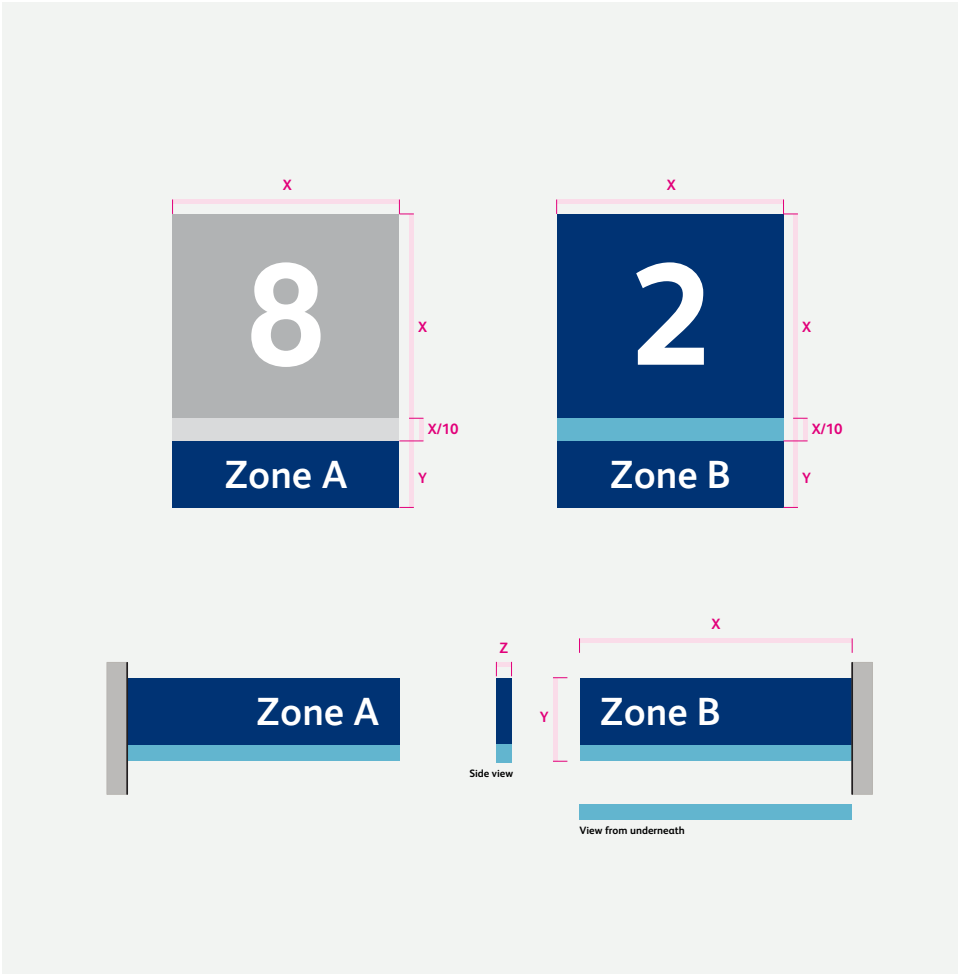 X
X
8
2
X
X
X/10
X/10
Zone A
Y
Zone B
Y
X
Z
Zone A
Y
Zone B
Side view
View from underneath